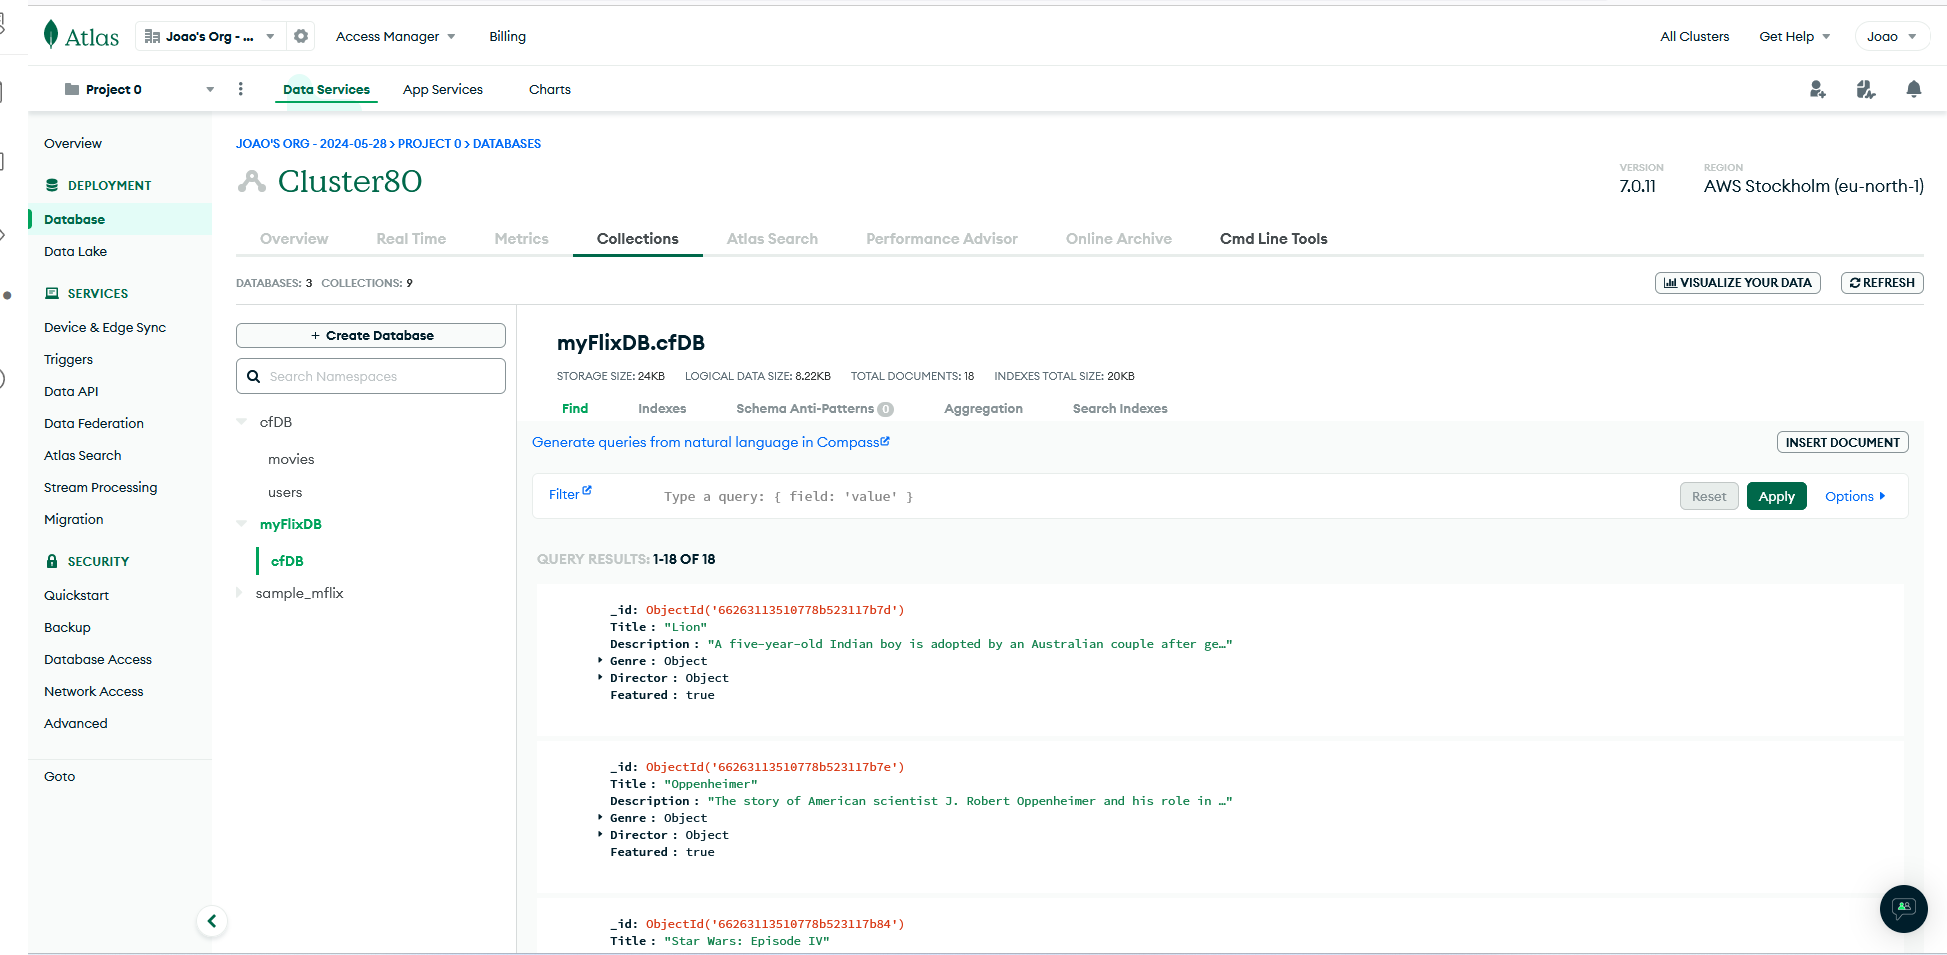 Atlas
Joao's Org - ...
Access Manager
Billing
All Clusters
Get Help
Joao
Project 0
Data Services
App Services
Charts
Overview
DEPLOYMENT
Database
Data Lake
SERVICES
Device & Edge Sync
Triggers
Data API
Data Federation
Atlas Search
Stream Processing
Migration
SECURITY
Quickstart
Backup
Database Access
Network Access
Advanced
Goto
JOAO'S ORG - 2024-05-28 > PROJECT 0 > DATABASES
Cluster80
VERSION
7.0.11
REGION
AWS Stockholm (eu-north-1)
Overview
Real Time
Metrics
Collections
Atlas Search
Performance Advisor
Online Archive
Cmd Line Tools
DATABASES: 3 COLLECTIONS: 9
VISUALIZE YOUR DATA
REFRESH
+ Create Database
Search Namespaces
cfDB
movies
users
myFlixDB
cfDB
sample_mflix
myFlixDB.cfDB
STORAGE SIZE: 24KB LOGICAL DATA SIZE: 8.22KB TOTAL DOCUMENTS: 18 INDEXES TOTAL SIZE: 20KB
Find
Indexes
Schema Anti-Patterns 0
Aggregation
Search Indexes
Generate queries from natural language in Compass
INSERT DOCUMENT
Filter
Type a query: { field: 'value' }
Reset
Apply
Options
QUERY RESULTS: 1-18 OF 18
_id: ObjectId('66263113510778b523117b7d')
Title : "Lion"
Description : "A five-year-old Indian boy is adopted by an Australian couple after ge…"
Genre : Object
Director : Object
Featured : true
_id: ObjectId('66263113510778b523117b7e')
Title : "Oppenheimer"
Description : "The story of American scientist J. Robert Oppenheimer and his role in …"
Genre : Object
Director : Object
Featured : true
_id: ObjectId('66263113510778b523117b84')
Title : "Star Wars: Episode IV"